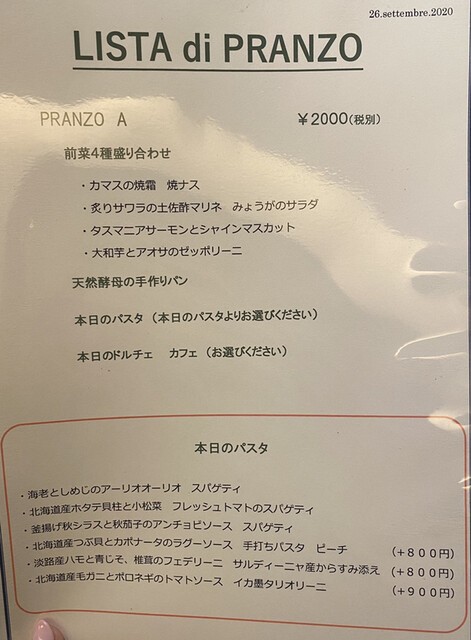 26.settembre.2020
LISTA di PRANZO
PRANZO A ￥2000(税別)
前菜4種盛り合わせ
・カマスの焼霜 焼ナス
・炙りサワラの土佐酢マリネ みょうがのサラダ
・タスマニアサーモンとシャインマスカット
・大和芋とアオサのゼッポリーニ
天然酵母の手作りパン
本日のパスタ (本日のパスタよりお選びください)
本日のドルチェ カフェ (お選びください)
本日のパスタ
・海老としめじのアーリオオーリオ スパゲティ
・北海道産ホタテ貝柱と小松菜 フレッシュトマトのスパゲティ
・釜揚げ秋シラスと秋茄子のアンチョビソース スパゲティ
・北海道産つぶ貝とカポナータのラグーソース 手打ちパスタ ピーチ (+800円)
・淡路産ハモと青じそ、椎茸のフェデリーニ サルディーニャ産からすみ添え (+800円)
・北海道産毛ガニとポロネギのトマトソース イカ墨タリオリーニ (+900円)